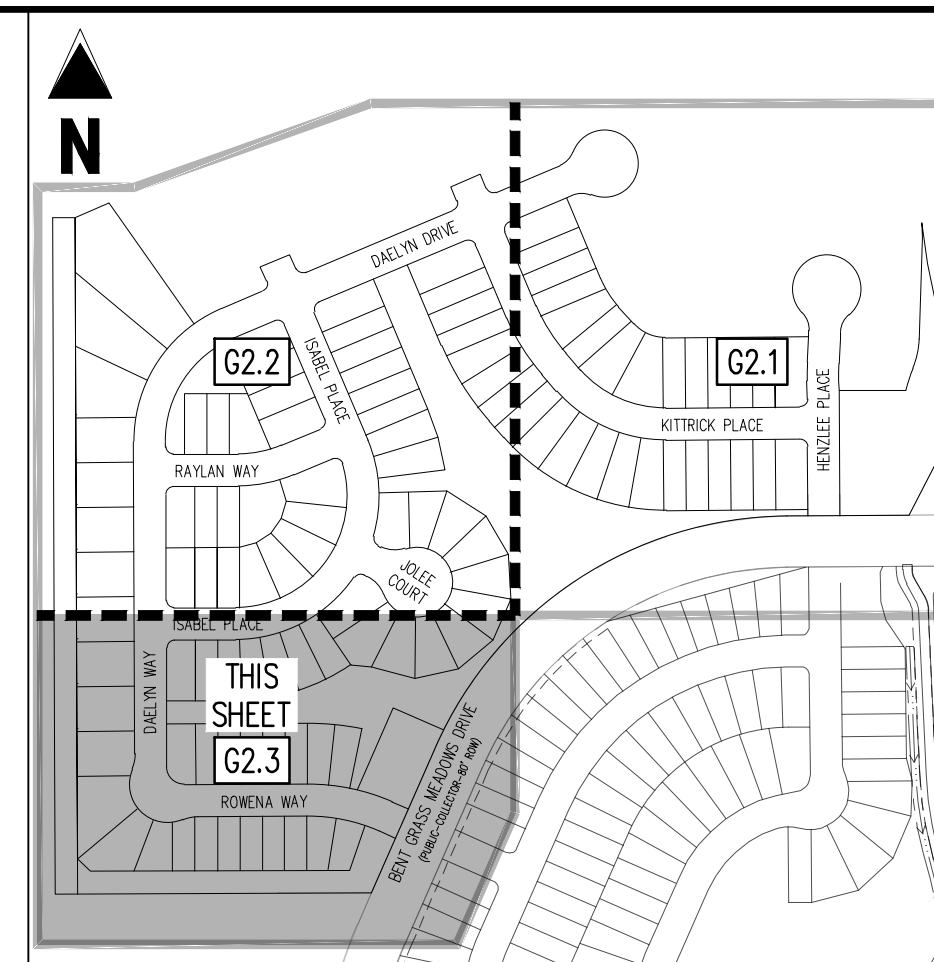 N
DAELYN DRIVE
G2.2
ISABEL PLACE
G2.1
HENZLEE PLACE
KITTRICK PLACE
RAYLAN WAY
JOLEE
COURT
ISABEL PLACE
DAELYN WAY
THIS
SHEET
G2.3
ROWENA WAY
BENT GRASS MEADOWS DRIVE
(PUBLIC-COLLECTOR-80' ROW)